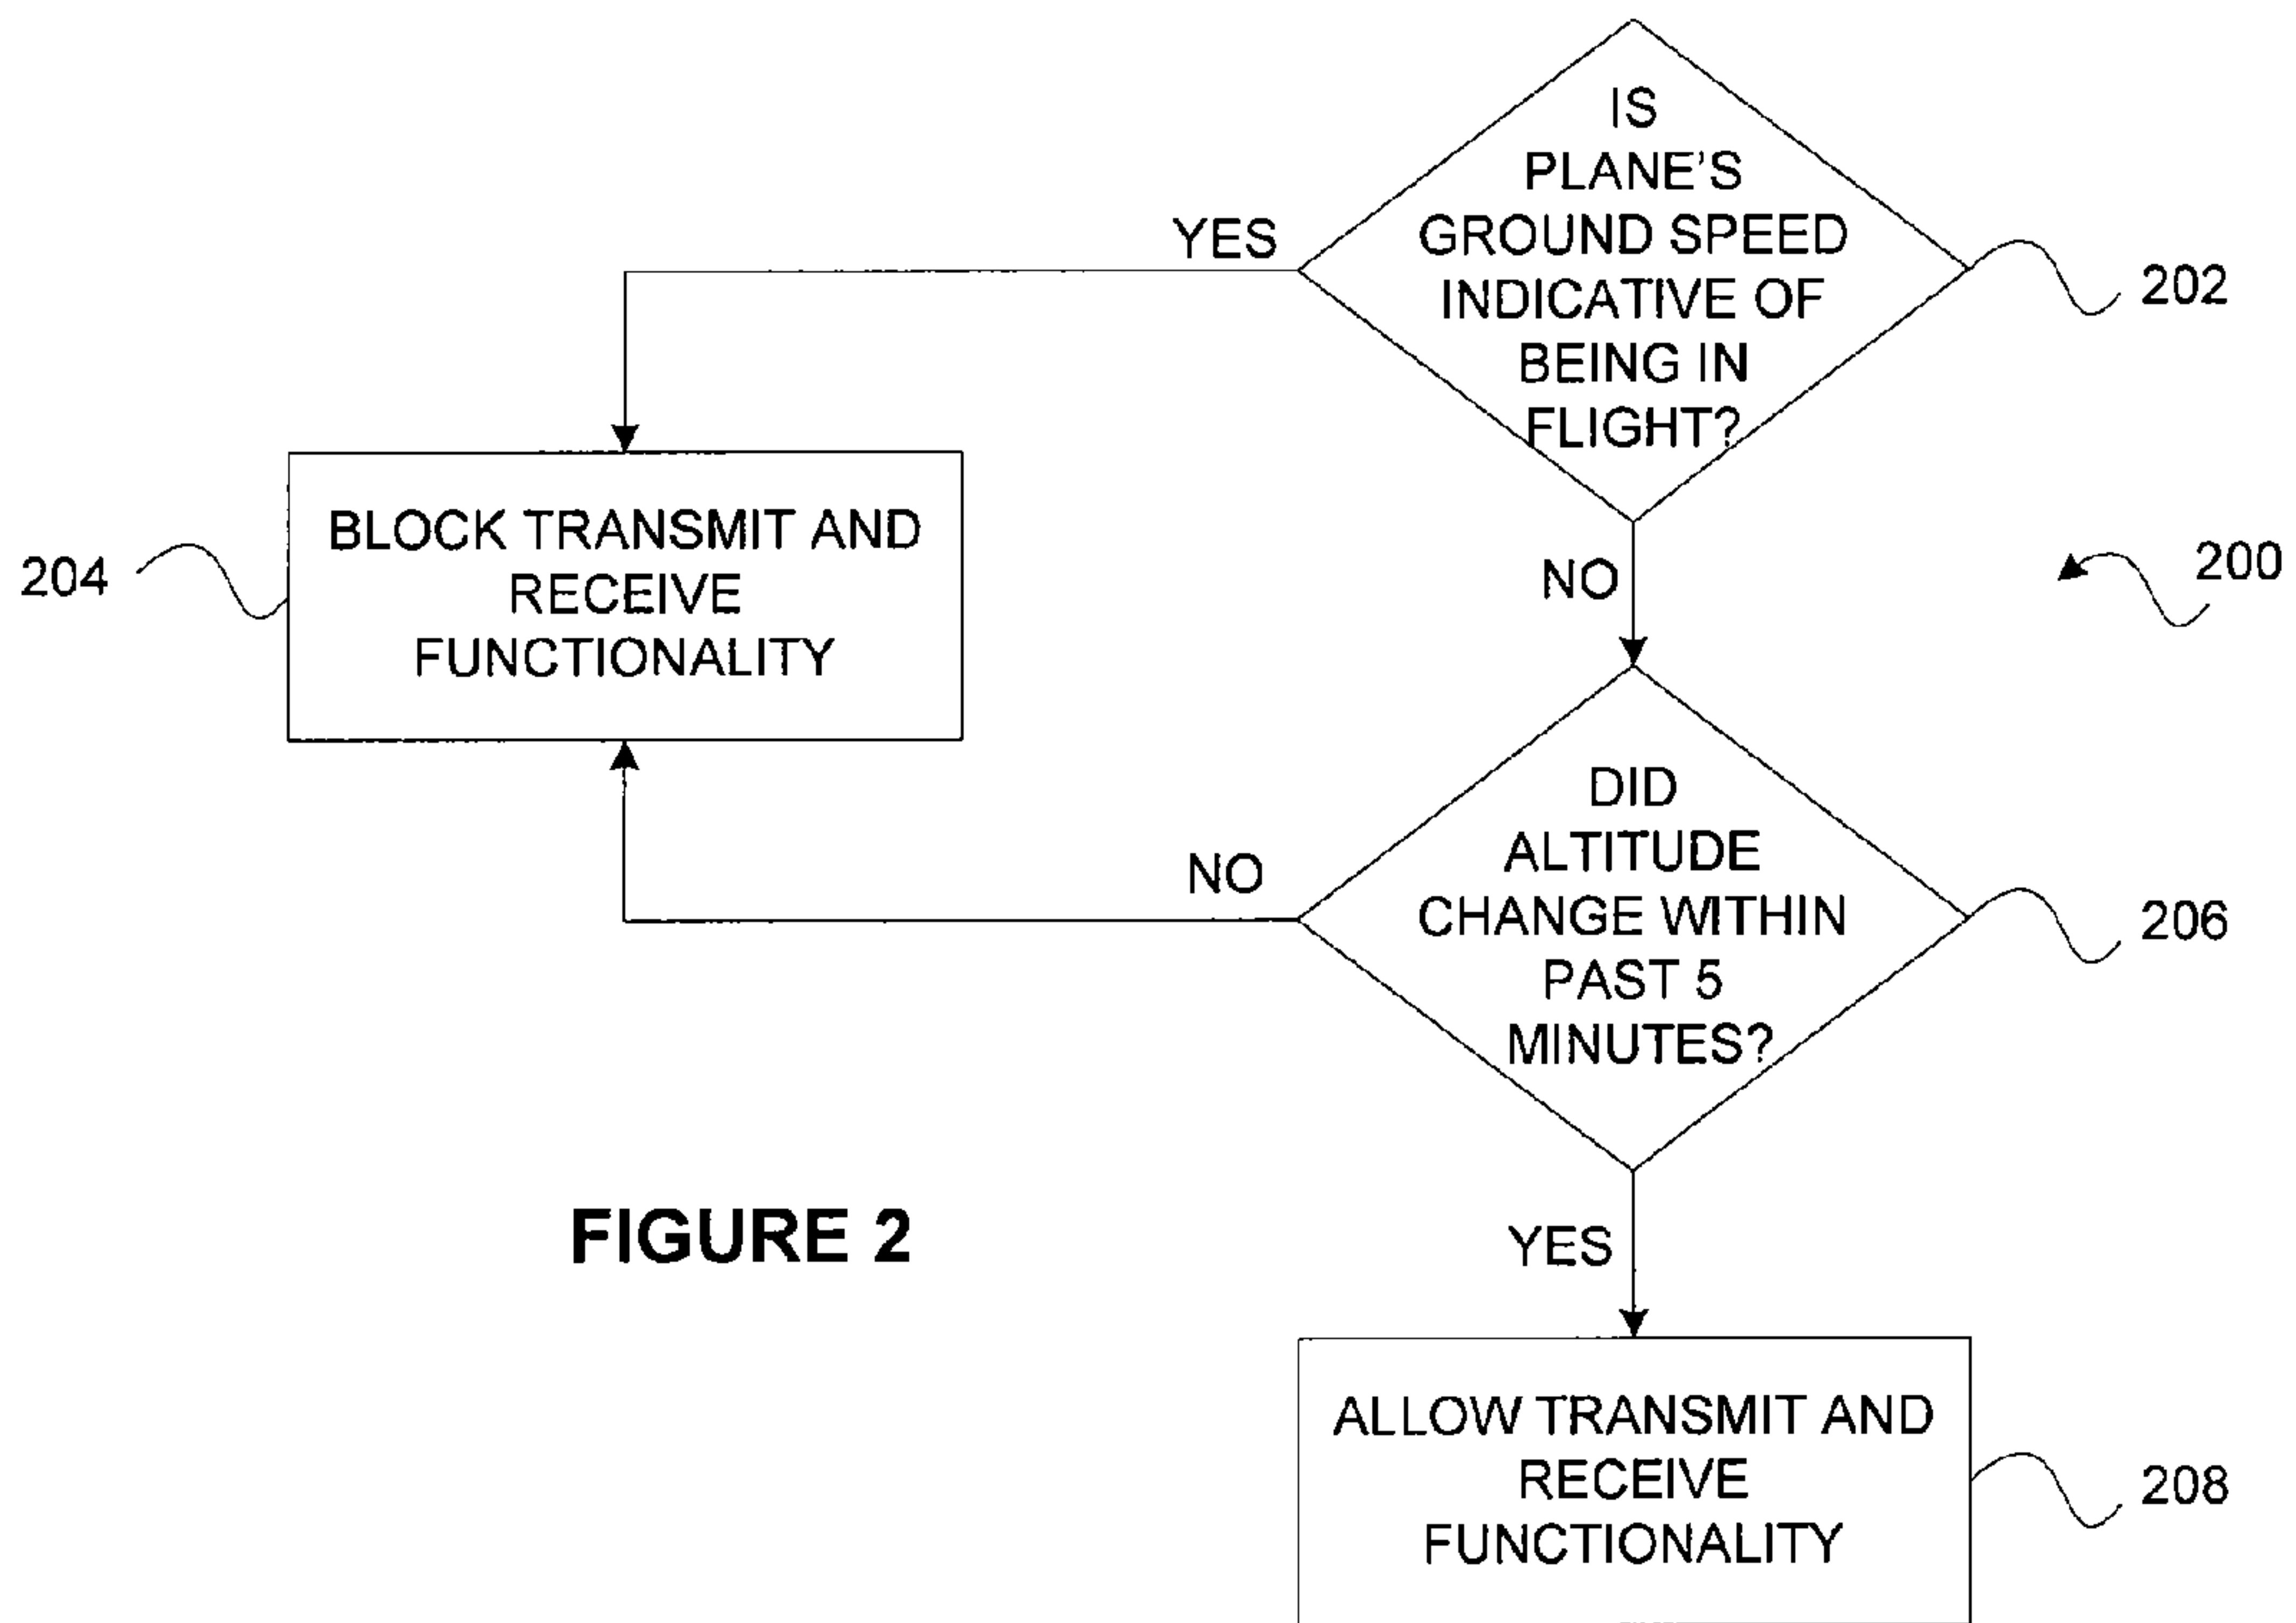 IS
PLANE'S
GROUND SPEED
INDICATIVE OF
BEING IN
FLIGHT?
202
YES
NO
200
BLOCK TRANSMIT AND
RECEIVE
FUNCTIONALITY
204
DID
ALTITUDE
CHANGE WITHIN
PAST 5
MINUTES?
206
NO
YES
FIGURE 2
ALLOW TRANSMIT AND
RECEIVE
FUNCTIONALITY
208